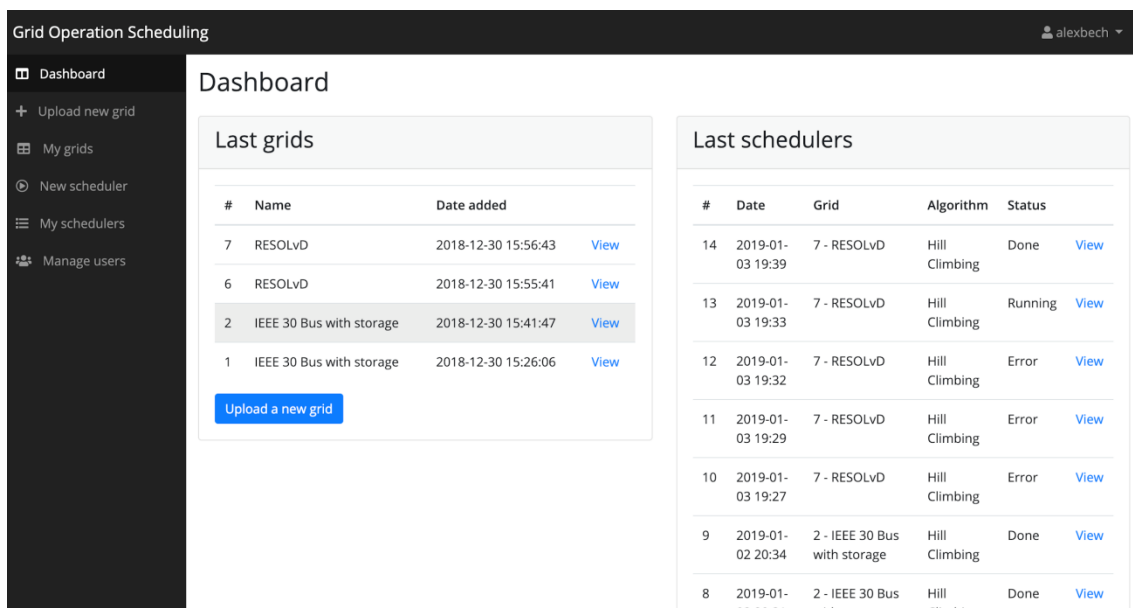 Grid Operation Scheduling
alexbech
Dashboard
Upload new grid
My grids
New scheduler
My schedulers
Manage users
Dashboard
Last grids
# Name Date added
7 RESOLvD 2018-12-30 15:56:43 View
6 RESOLvD 2018-12-30 15:55:41 View
2 IEEE 30 Bus with storage 2018-12-30 15:41:47 View
1 IEEE 30 Bus with storage 2018-12-30 15:26:06 View
Upload a new grid
Last schedulers
# Date Grid Algorithm Status
14 2019-01- 7 - RESOLvD Hill Done View
03 19:39 Climbing
13 2019-01- 7 - RESOLvD Hill Running View
03 19:33 Climbing
12 2019-01- 7 - RESOLvD Hill Error View
03 19:32 Climbing
11 2019-01- 7 - RESOLvD Hill Error View
03 19:29 Climbing
10 2019-01- 7 - RESOLvD Hill Error View
03 19:27 Climbing
9 2019-01- 2 - IEEE 30 Bus Hill Done View
02 20:34 with storage Climbing
8 2019-01- 2 - IEEE 30 Bus Hill Done View